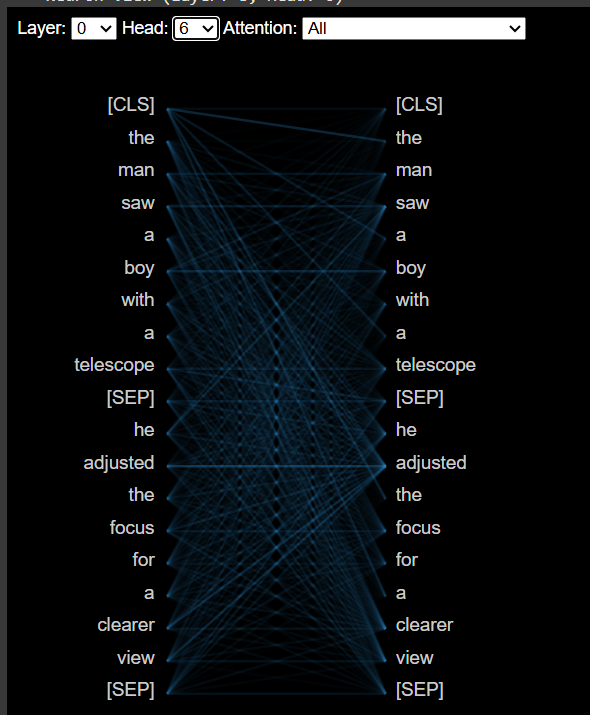 Layer: 0 Head: 6 Attention: All
[CLS] [CLS]
the the
man man
saw saw
a a
boy boy
with with
a a
telescope telescope
[SEP] [SEP]
he he
adjusted adjusted
the the
focus focus
for for
a a
clearer clearer
view view
[SEP] [SEP]